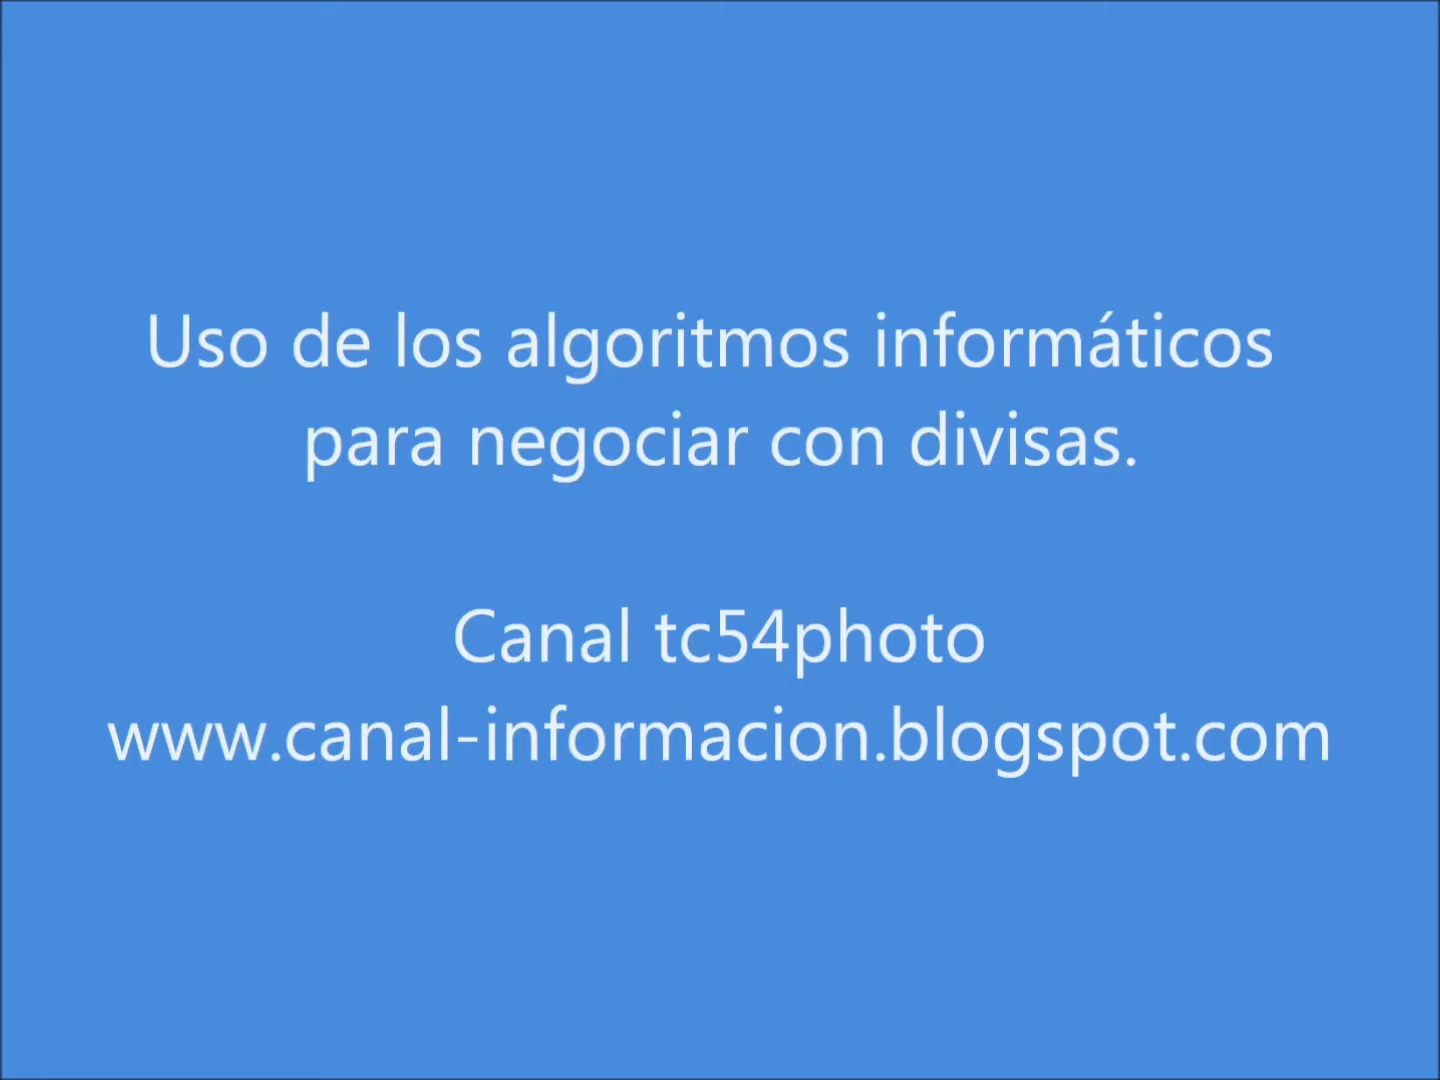 Uso de los algoritmos informáticos
para negociar con divisas.
Canal tc54photo
www.canal-informacion.blogspot.com